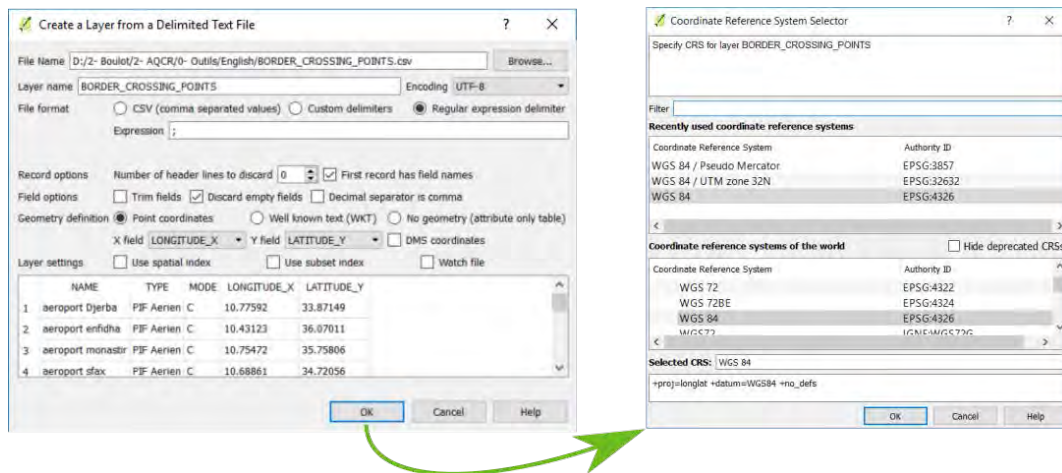 Create a Layer from a Delimited Text File
File Name D:/2- Boulot/2- AQCR/0- Outils/English/BORDER_CROSSING_POINTS.csv Browse...
Layer name BORDER_CROSSING_POINTS Encoding UTF-8
File format CSV (comma separated values) Custom delimiters Regular expression delimiter
Expression ;
Record options Number of header lines to discard 0 First record has field names
Field options Trim fields Discard empty fields Decimal separator is comma
Geometry definition Point coordinates Well known text (WKT) No geometry (attribute only table)
X field LONGITUDE_X Y field LATITUDE_Y DMS coordinates
Layer settings Use spatial index Use subset index Watch file
NAME TYPE MODE LONGITUDE_X LATITUDE_Y
1 aeroport Djerba PIF Aerien C 10.77592 33.87149
2 aeroport enfidha PIF Aerien C 10.43123 36.07011
3 aeroport monastir PIF Aerien C 10.75472 35.75806
4 aeroport sfax PIF Aerien C 10.68861 34.72056
OK Cancel Help
Coordinate Reference System Selector
Specify CRS for layer BORDER_CROSSING_POINTS
Filter
Recently used coordinate reference systems
Coordinate Reference System Authority ID
WGS 84 / Pseudo Mercator EPSG:3857
WGS 84 / UTM zone 32N EPSG:32632
WGS 84 EPSG:4326
Coordinate reference systems of the world Hide deprecated CRSs
Coordinate Reference System Authority ID
WGS 72 EPSG:4322
WGS 72BE EPSG:4324
WGS 84 EPSG:4326
WGS72 IGNF:WGS72G
Selected CRS: WGS 84
+proj=longlat +datum=WGS84 +no_defs
OK Cancel Help